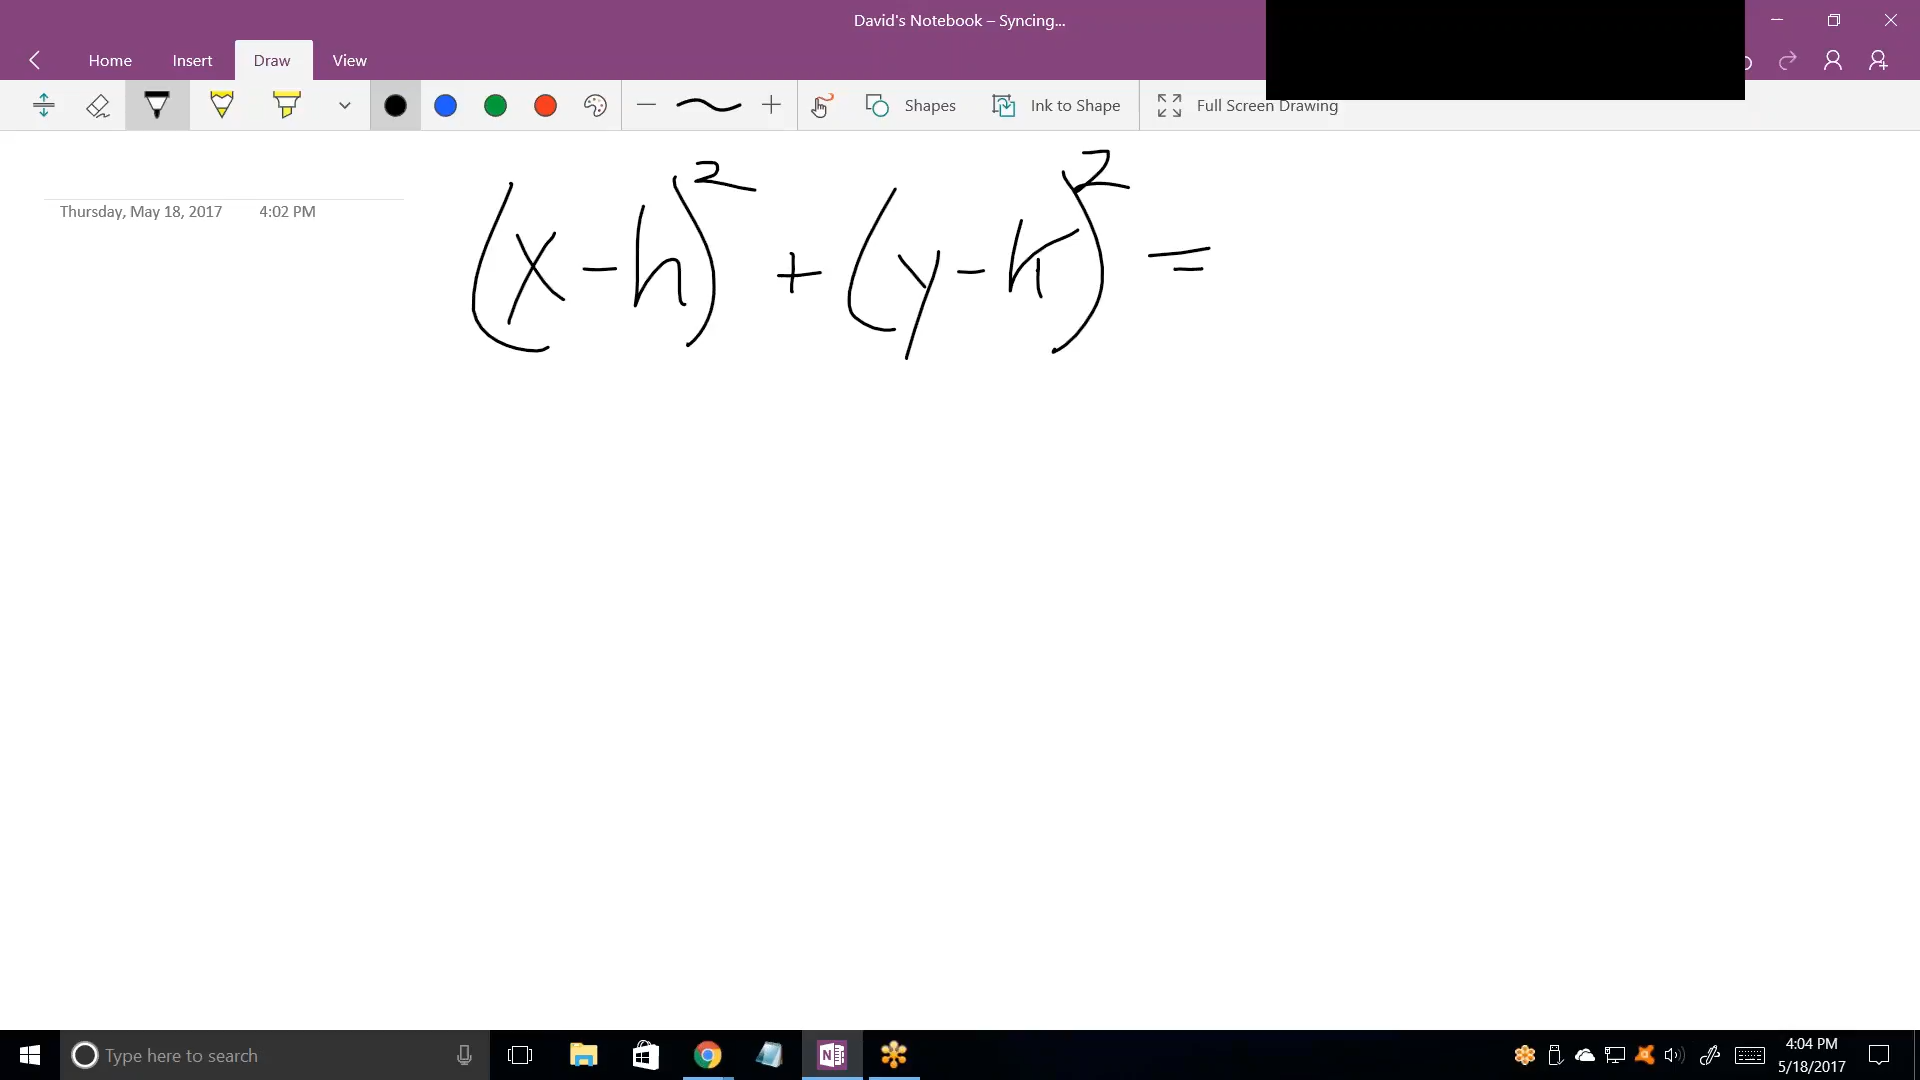 David's Notebook – Syncing...
Home Insert Draw View
Shapes Ink to Shape Full Screen Drawing
(x-h)² + (y-k)² =
Thursday, May 18, 2017 4:02 PM
Type here to search
4:04 PM
5/18/2017